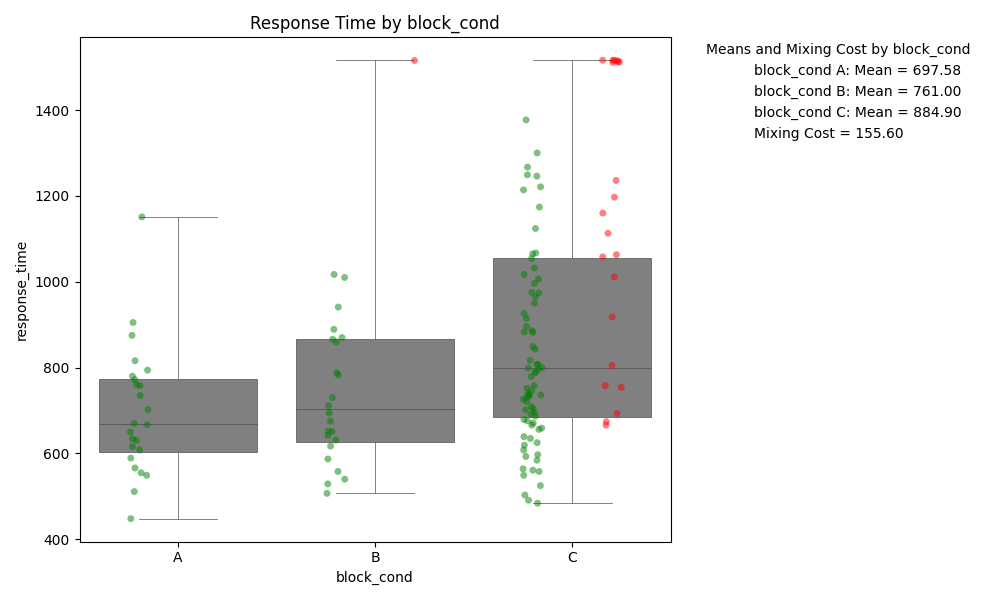 Response Time by block_cond
Means and Mixing Cost by block_cond
block_cond A: Mean = 697.58
block_cond B: Mean = 761.00
block_cond C: Mean = 884.90
Mixing Cost = 155.60
response_time
1400
1200
1000
800
600
400
A
B
C
block_cond